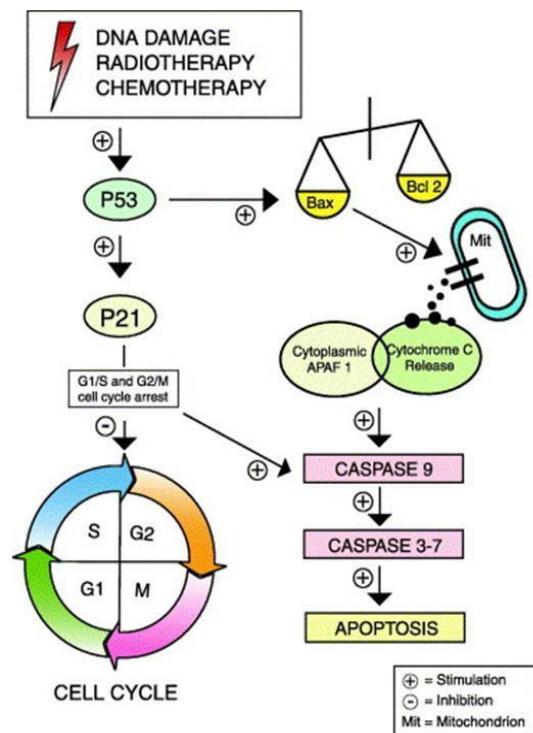 DNA DAMAGE
RADIOTHERAPY
CHEMOTHERAPY
+
P53
+
Bax
Bcl 2
+
Mit
+
P21
Cytoplasmic
APAF 1
Cytochrome C
Release
G1/S and G2/M
cell cycle arrest
-
+
+
CASPASE 9
+
CASPASE 3-7
+
APOPTOSIS
S
G2
G1
M
CELL CYCLE
+ = Stimulation
- = Inhibition
Mit = Mitochondrion